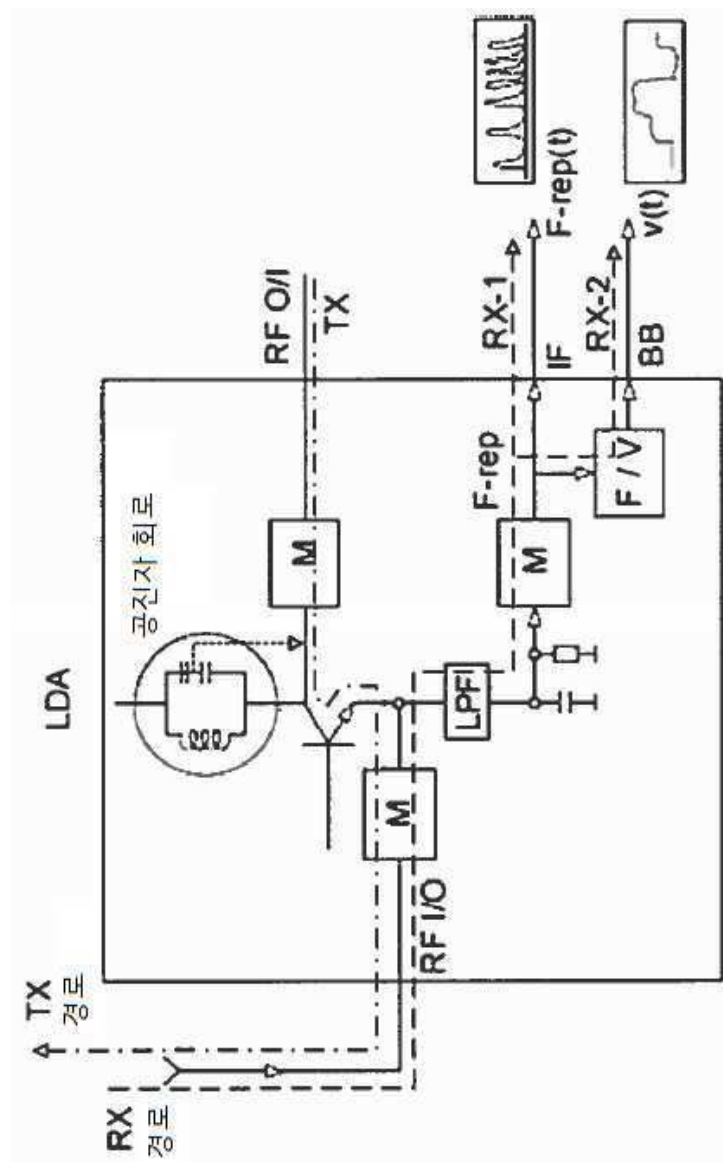 LDA
공진자 회로
TX
경로
RX
경로
RF I/O
M
M
RF O/I
TX
LPF
M
F-rep
F / V
RX-1
IF
F-rep(t)
RX-2
BB
v(t)